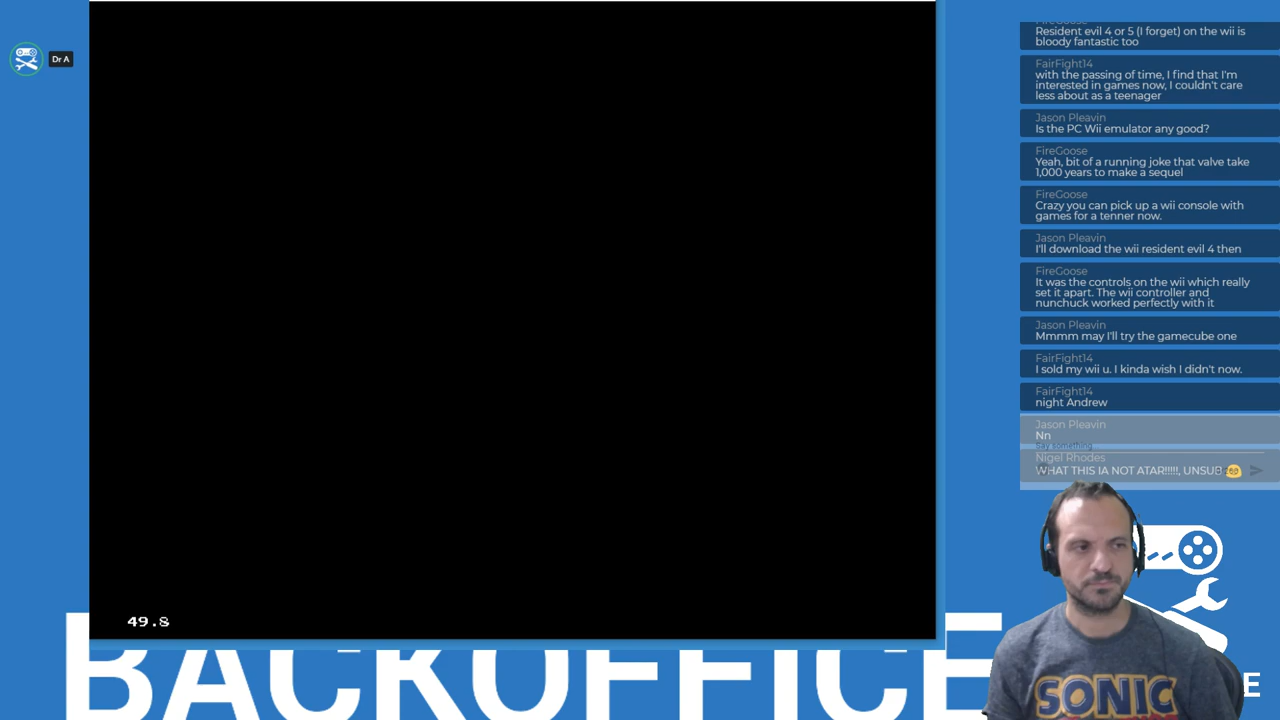 Dr A
FireGoose
Resident evil 4 or 5 (I forget) on the wii is
bloody fantastic too
FairFight14
with the passing of time, I find that I'm
interested in games now, I couldn't care
less about as a teenager
Jason Pleavin
Is the PC Wii emulator any good?
FireGoose
Yeah, bit of a running joke that valve take
1,000 years to make a sequel
FireGoose
Crazy you can pick up a wii console with
games for a tenner now.
Jason Pleavin
I'll download the wii resident evil 4 then
FireGoose
It was the controls on the wii which really
set it apart. The wii controller and
nunchuck worked perfectly with it
Jason Pleavin
Mmmm may I'll try the gamecube one
FairFight14
I sold my wii u. I kinda wish I didn't now.
FairFight14
night Andrew
Jason Pleavin
Nn
say something...
Nigel Rhodes
WHAT THIS IA NOT ATAR!!!!!, UNSUB
49.8
BACKOFFICE
E
SONIC